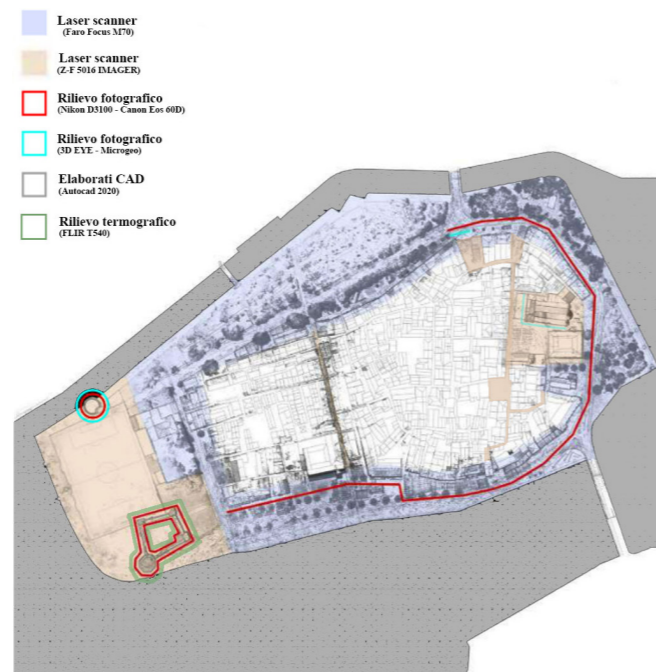 Laser scanner
(Faro Focus M70)
Laser scanner
(Z-F 5016 IMAGER)
Rilievo fotografico
(Nikon D3100 - Canon Eos 60D)
Rilievo fotografico
(3D EYE - Microgeo)
Elaborati CAD
(Autocad 2020)
Rilievo termografico
(FLIR T540)